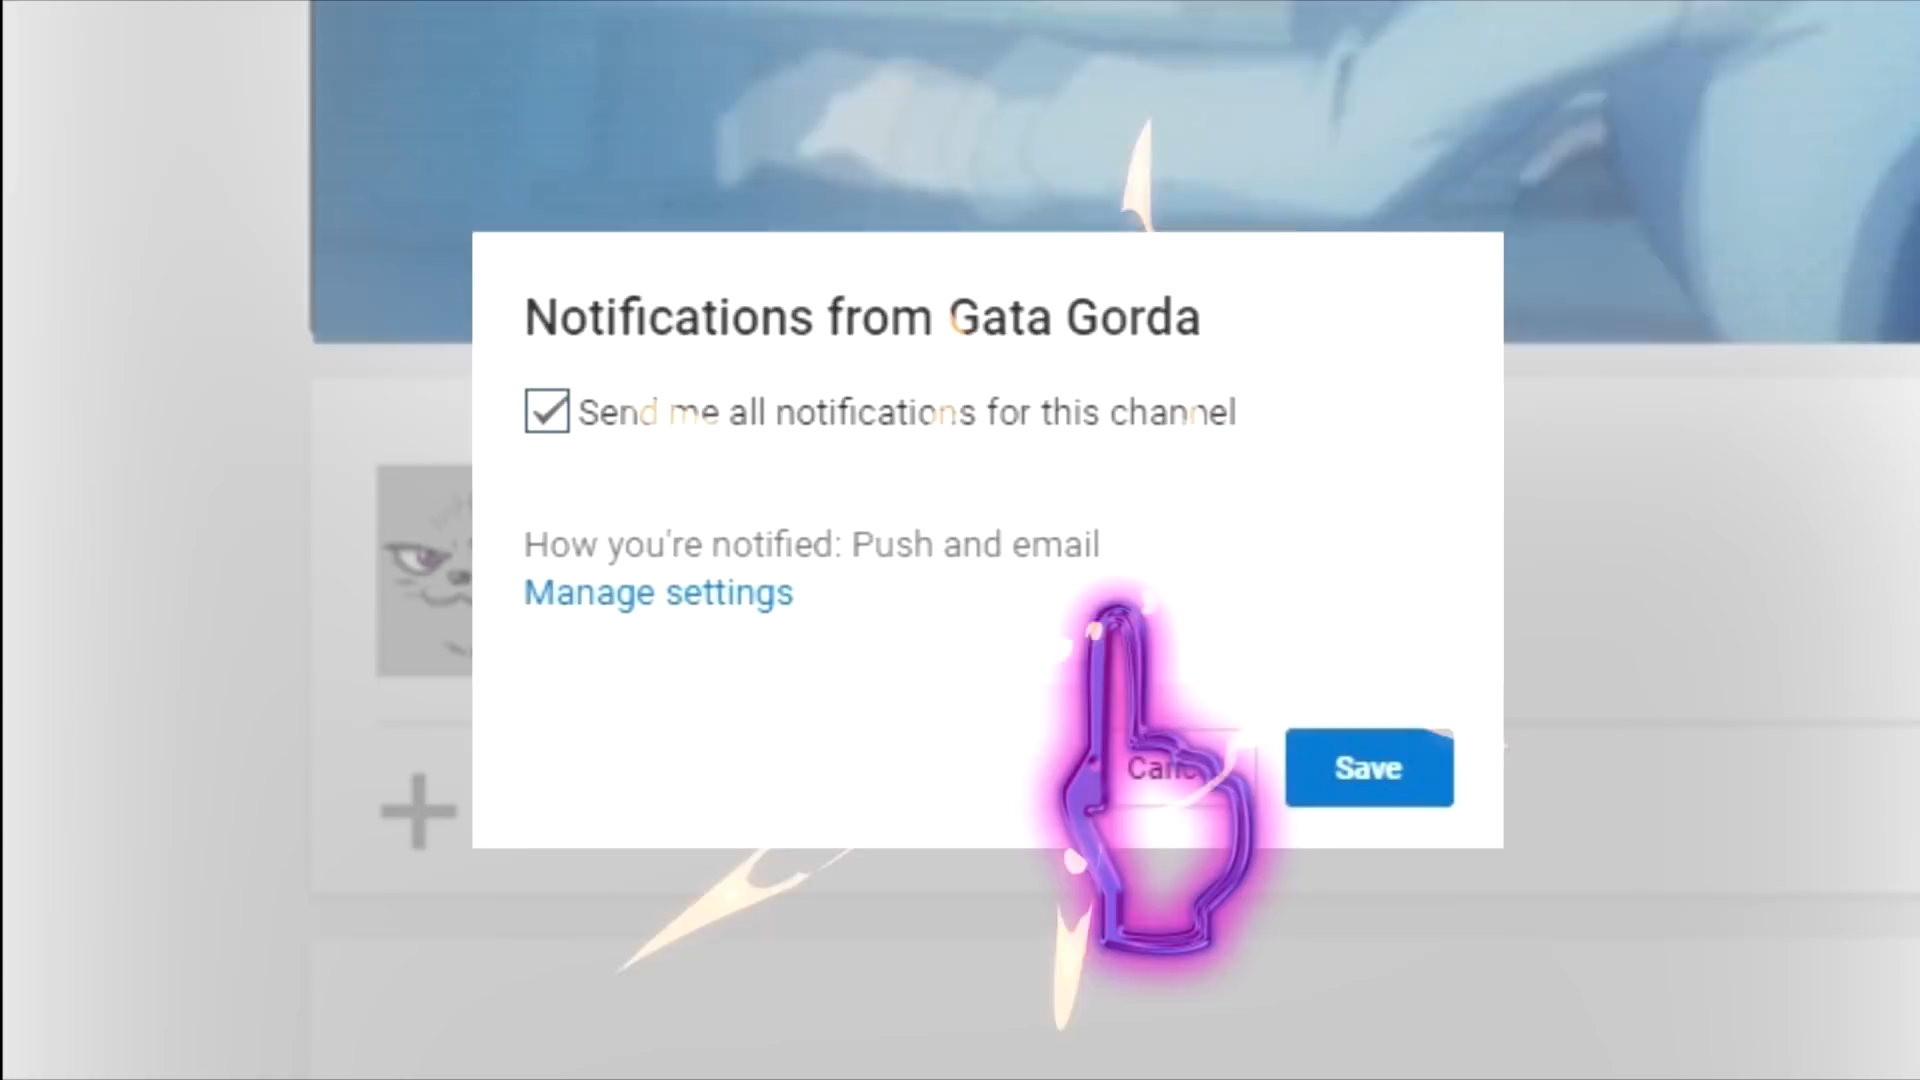 Notifications from Gata Gorda
Send me all notifications for this channel
How you're notified: Push and email
Manage settings
Save